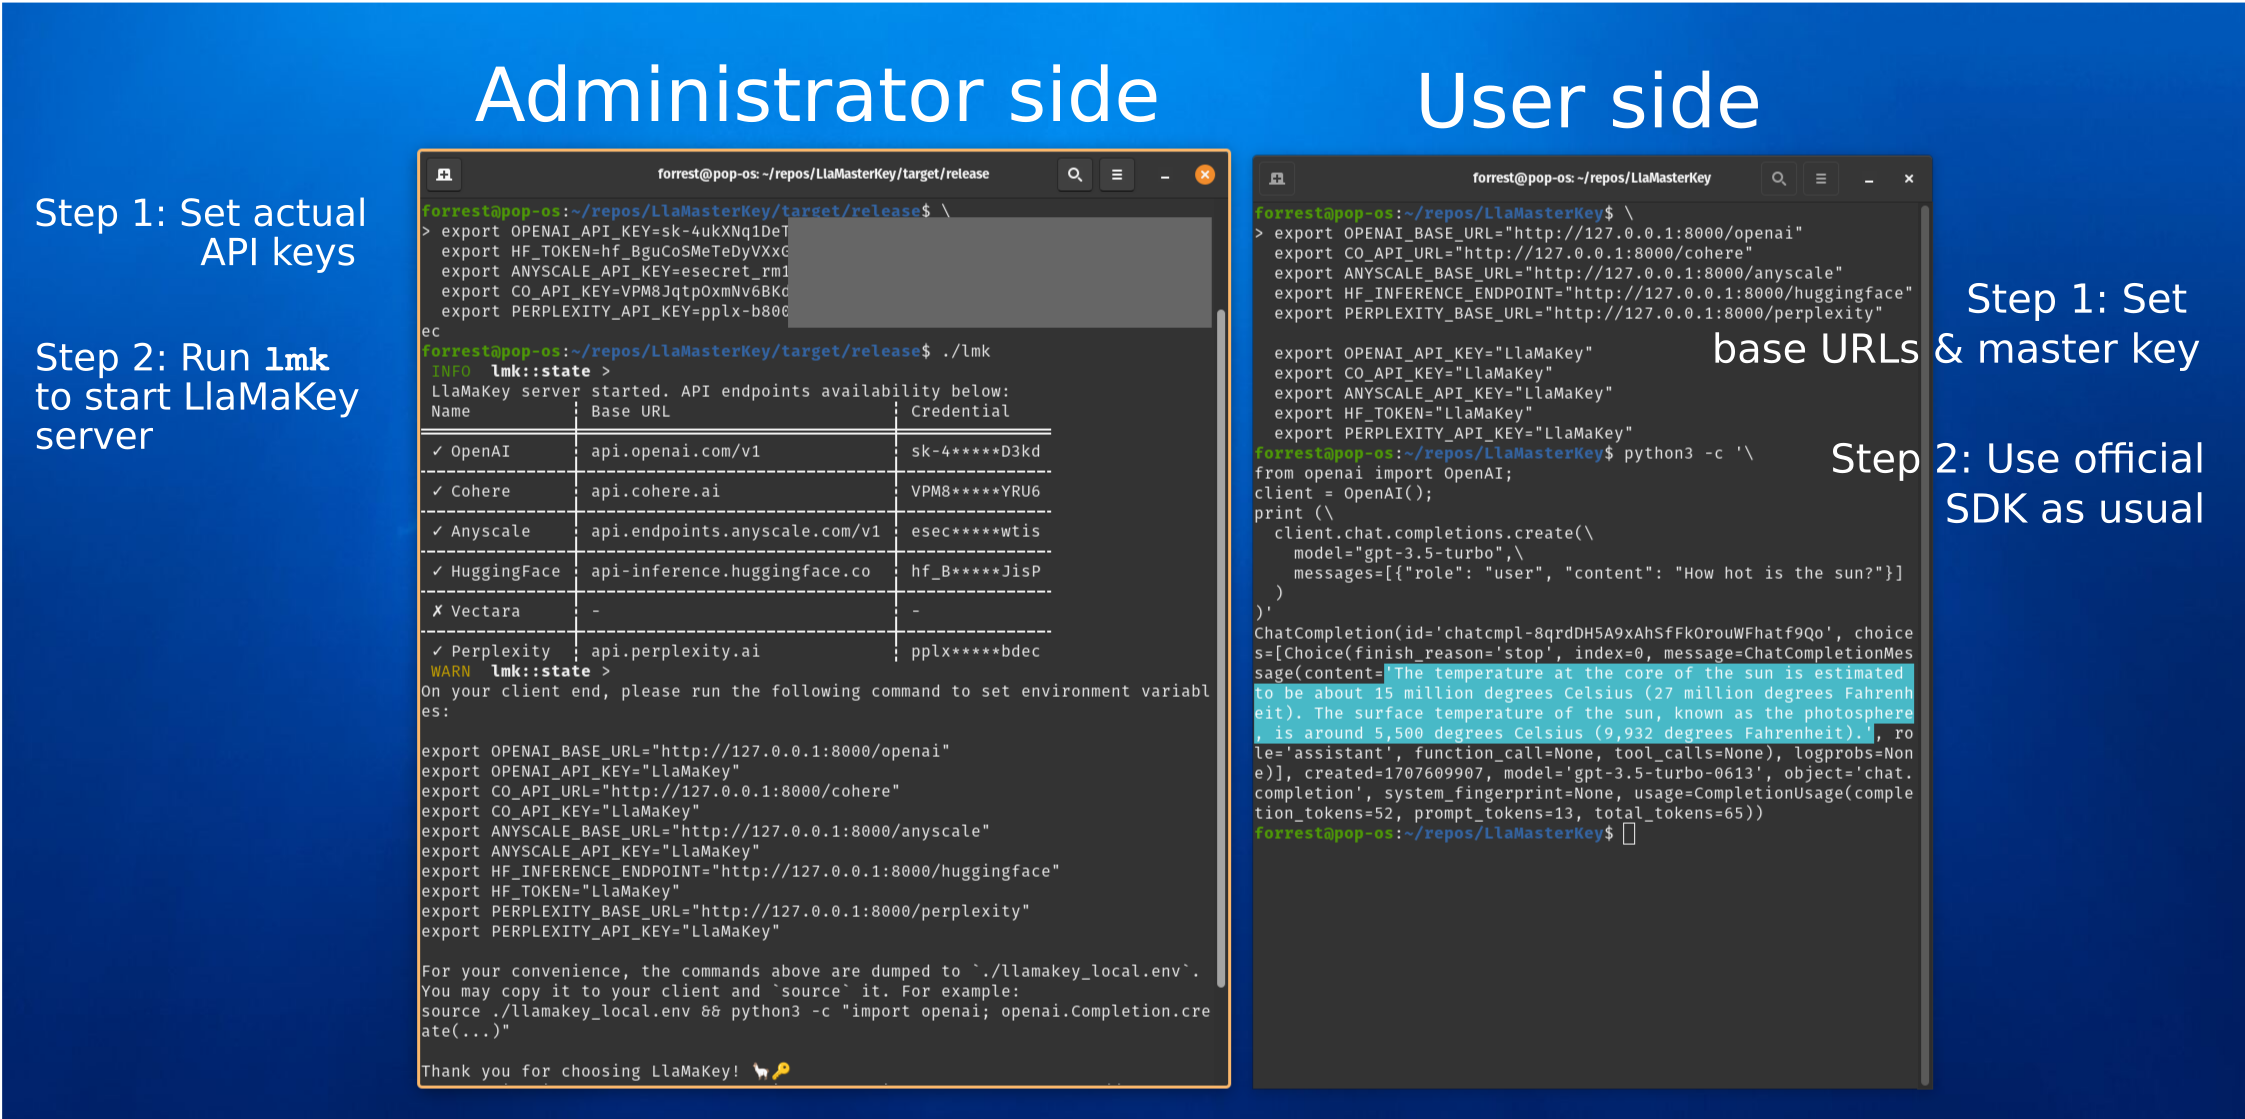 Administrator side
User side
Step 1: Set actual
API keys
Step 2: Run lmk
to start LlaMaKey
server
forrest@pop-os: ~/repos/LlaMasterKey/target/release
forrest@pop-os:~/repos/LlaMasterKey/target/release$ \
> export OPENAI_API_KEY=sk-4ukXNq1DeT
export HF_TOKEN=hf_BguCoSMeTeDyVXxG
export ANYSCALE_API_KEY=esecret_rm1
export CO_API_KEY=VPM8JqtpOxmNv6BKd
export PERPLEXITY_API_KEY=pplx-b800
ec
forrest@pop-os:~/repos/LlaMasterKey/target/release$ ./lmk
INFO lmk::state >
LlaMaKey server started. API endpoints availability below:
Name Base URL Credential
✓ OpenAI api.openai.com/v1 sk-4*****D3kd
✓ Cohere api.cohere.ai VPM8*****YRU6
✓ Anyscale api.endpoints.anyscale.com/v1 esec*****wtis
✓ HuggingFace api-inference.huggingface.co hf_B*****JisP
✗ Vectara - -
✓ Perplexity api.perplexity.ai pplx*****bdec
WARN lmk::state >
On your client end, please run the following command to set environment variabl
es:
export OPENAI_BASE_URL="http://127.0.0.1:8000/openai"
export OPENAI_API_KEY="LlaMaKey"
export CO_API_URL="http://127.0.0.1:8000/cohere"
export CO_API_KEY="LlaMaKey"
export ANYSCALE_BASE_URL="http://127.0.0.1:8000/anyscale"
export ANYSCALE_API_KEY="LlaMaKey"
export HF_INFERENCE_ENDPOINT="http://127.0.0.1:8000/huggingface"
export HF_TOKEN="LlaMaKey"
export PERPLEXITY_BASE_URL="http://127.0.0.1:8000/perplexity"
export PERPLEXITY_API_KEY="LlaMaKey"
For your convenience, the commands above are dumped to `./llamakey_local.env`.
You may copy it to your client and `source` it. For example:
source ./llamakey_local.env && python3 -c "import openai; openai.Completion.cre
ate(...)"
Thank you for choosing LlaMaKey! 🦙🔑
forrest@pop-os: ~/repos/LlaMasterKey
forrest@pop-os:~/repos/LlaMasterKey$ \
> export OPENAI_BASE_URL="http://127.0.0.1:8000/openai"
export CO_API_URL="http://127.0.0.1:8000/cohere"
export ANYSCALE_BASE_URL="http://127.0.0.1:8000/anyscale"
export HF_INFERENCE_ENDPOINT="http://127.0.0.1:8000/huggingface"
export PERPLEXITY_BASE_URL="http://127.0.0.1:8000/perplexity"
export OPENAI_API_KEY="LlaMaKey"
export CO_API_KEY="LlaMaKey"
export ANYSCALE_API_KEY="LlaMaKey"
export HF_TOKEN="LlaMaKey"
export PERPLEXITY_API_KEY="LlaMaKey"
forrest@pop-os:~/repos/LlaMasterKey$ python3 -c '\
from openai import OpenAI;
client = OpenAI();
print (\
client.chat.completions.create(\
model="gpt-3.5-turbo",\
messages=[{"role": "user", "content": "How hot is the sun?"}]
)
)'
ChatCompletion(id='chatcmpl-8qrdDH5A9xAhSfFkOrouWFhatf9Qo', choice
s=[Choice(finish_reason='stop', index=0, message=ChatCompletionMes
sage(content='The temperature at the core of the sun is estimated
to be about 15 million degrees Celsius (27 million degrees Fahrenh
eit). The surface temperature of the sun, known as the photosphere
, is around 5,500 degrees Celsius (9,932 degrees Fahrenheit).', ro
le='assistant', function_call=None, tool_calls=None), logprobs=Non
e)], created=1707609907, model='gpt-3.5-turbo-0613', object='chat.
completion', system_fingerprint=None, usage=CompletionUsage(comple
tion_tokens=52, prompt_tokens=13, total_tokens=65))
forrest@pop-os:~/repos/LlaMasterKey$
Step 1: Set
base URLs & master key
Step 2: Use official
SDK as usual